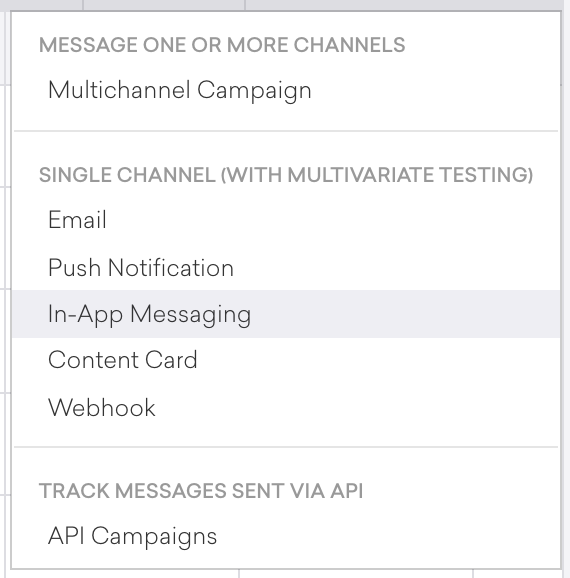 MESSAGE ONE OR MORE CHANNELS
Multichannel Campaign
SINGLE CHANNEL (WITH MULTIVARIATE TESTING)
Email
Push Notification
In-App Messaging
Content Card
Webhook
TRACK MESSAGES SENT VIA API
API Campaigns